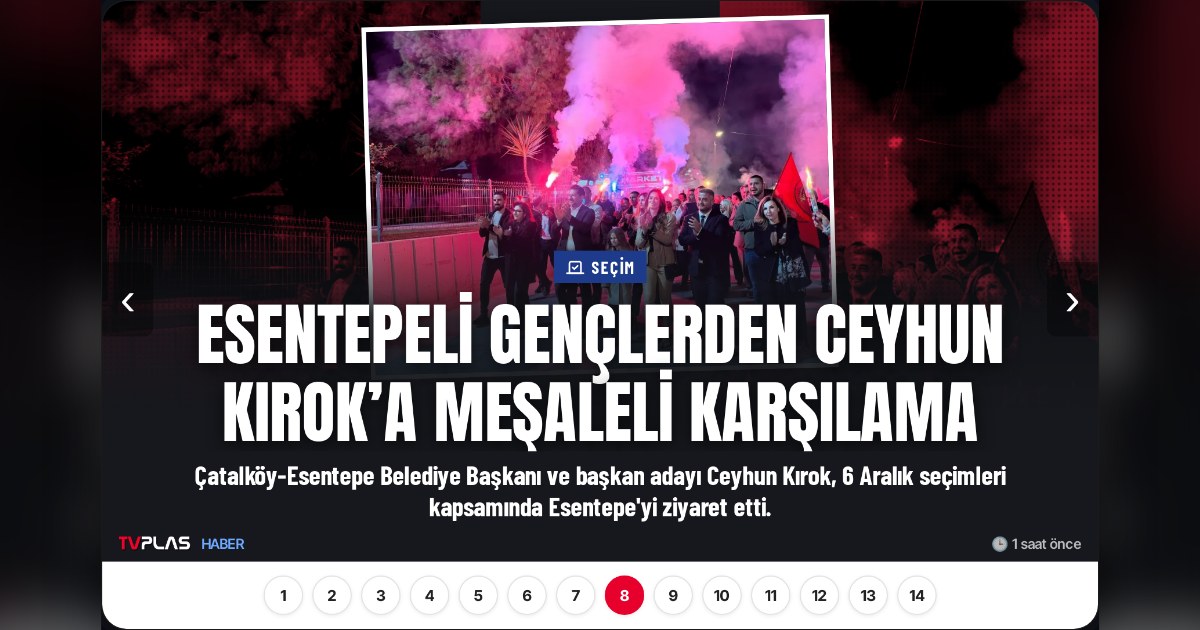 SEÇİM
ESENTEPELİ GENÇLERDEN CEYHUN
KIROK’A MEŞALELİ KARŞILAMA
Çatalköy-Esentepe Belediye Başkanı ve başkan adayı Ceyhun Kırok, 6 Aralık seçimleri
kapsamında Esentepe'yi ziyaret etti.
TVPLAS HABER
1 saat önce
1 2 3 4 5 6 7 8 9 10 11 12 13 14